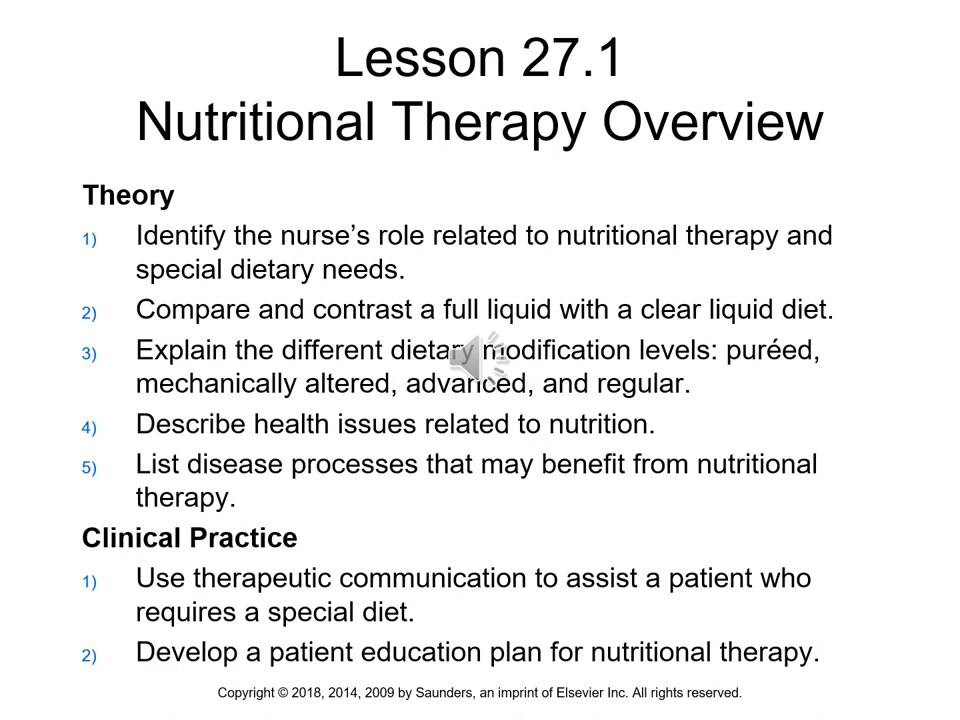 Lesson 27.1
Nutritional Therapy Overview
Theory
1) Identify the nurse’s role related to nutritional therapy and
special dietary needs.
2) Compare and contrast a full liquid with a clear liquid diet.
3) Explain the different dietary modification levels: puréed,
mechanically altered, advanced, and regular.
4) Describe health issues related to nutrition.
5) List disease processes that may benefit from nutritional
therapy.
Clinical Practice
1) Use therapeutic communication to assist a patient who
requires a special diet.
2) Develop a patient education plan for nutritional therapy.
Copyright © 2018, 2014, 2009 by Saunders, an imprint of Elsevier Inc. All rights reserved.